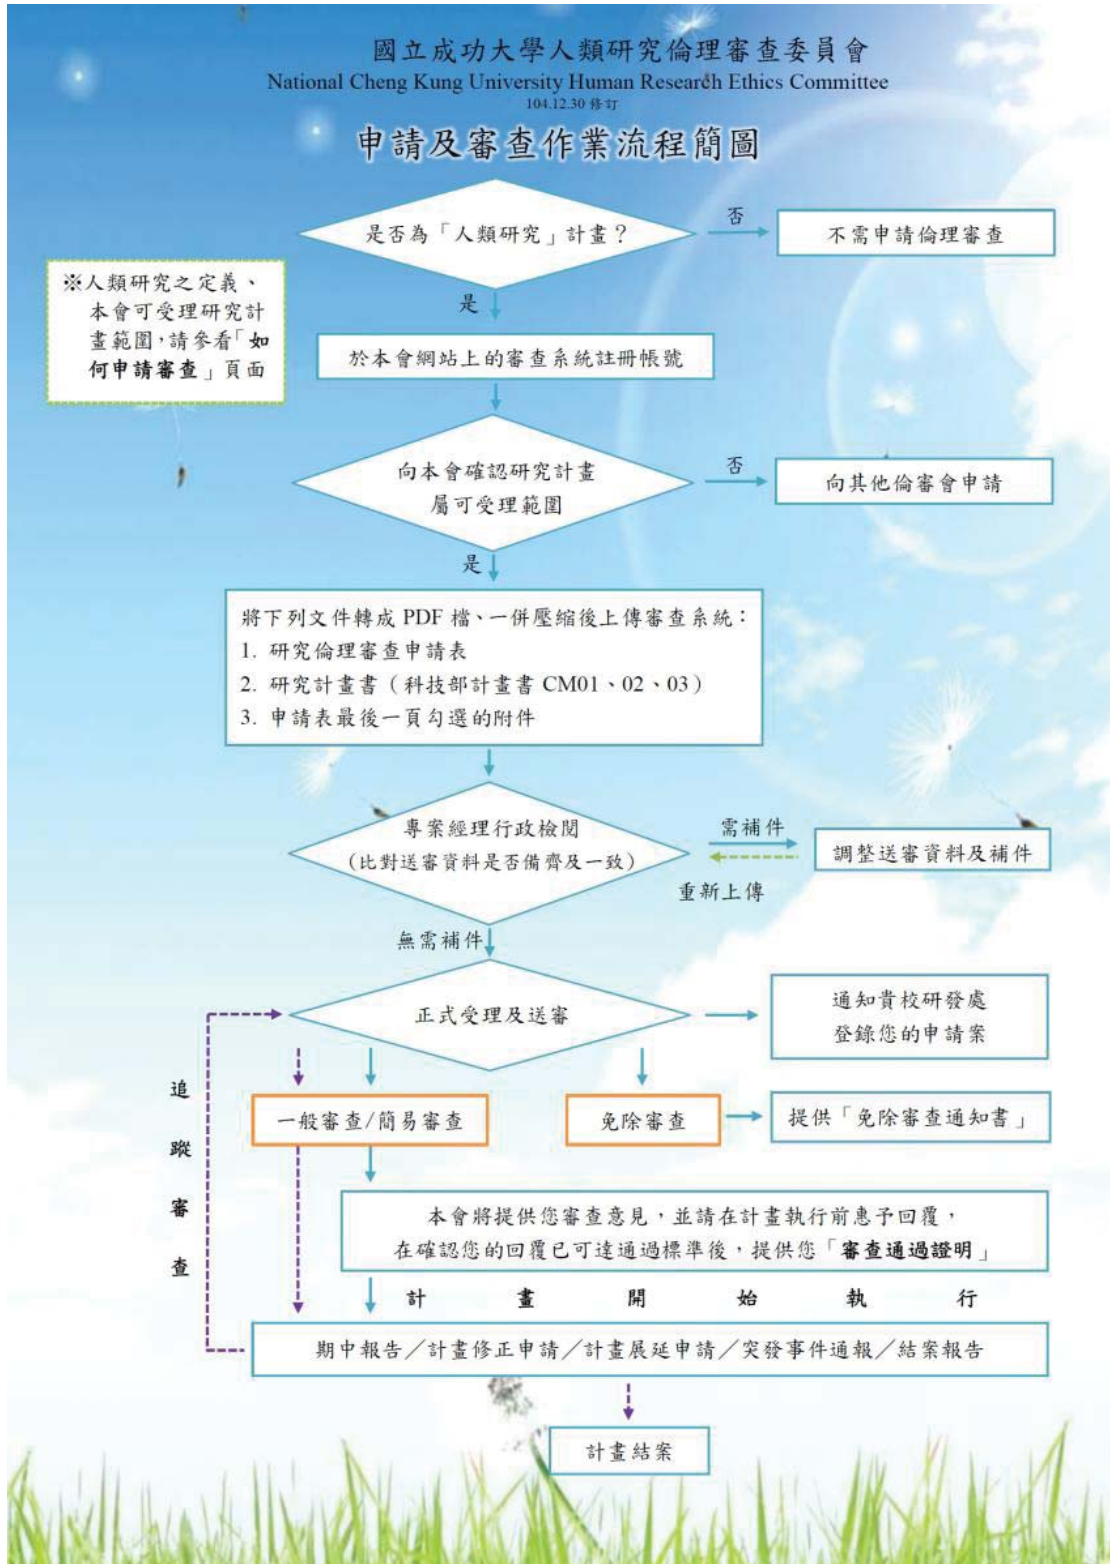 國立成功大學人類研究倫理審查委員會
National Cheng Kung University Human Research Ethics Committee
104.12.30 修訂
申請及審查作業流程簡圖
是否為「人類研究」計畫？
否
不需申請倫理審查
※人類研究之定義、
本會可受理研究計
畫範圍，請參看「如
何申請審查」頁面
是
於本會網站上的審查系統註冊帳號
向本會確認研究計畫
屬可受理範圍
否
向其他倫審會申請
是
將下列文件轉成 PDF 檔、一併壓縮後上傳審查系統：
1. 研究倫理審查申請表
2. 研究計畫書（科技部計畫書 CM01、02、03）
3. 申請表最後一頁勾選的附件
專案經理行政檢閱
（比對送審資料是否備齊及一致）
需補件
調整送審資料及補件
重新上傳
無需補件
正式受理及送審
通知貴校研發處
登錄您的申請案
追蹤審查
一般審查/簡易審查
免除審查
提供「免除審查通知書」
本會將提供您審查意見，並請在計畫執行前惠予回覆，
在確認您的回覆已可達通過標準後，提供您「審查通過證明」
計畫開始執行
期中報告／計畫修正申請／計畫展延申請／突發事件通報／結案報告
計畫結案